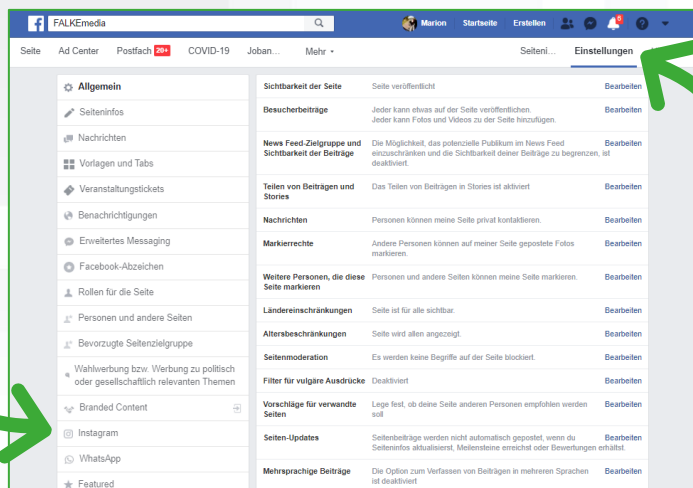 FALKEmedia
Marion Startseite Erstellen
Seite Ad Center Postfach 20+ COVID-19 Joban... Mehr Seiteni... Einstellungen
Allgemein
Seiteninfos
Nachrichten
Vorlagen und Tabs
Veranstaltungstickets
Benachrichtigungen
Erweitertes Messaging
Facebook-Abzeichen
Rollen für die Seite
Personen und andere Seiten
Bevorzugte Seitenzielgruppe
Wahlwerbung bzw. Werbung zu politisch
oder gesellschaftlich relevanten Themen
Branded Content
Instagram
WhatsApp
Featured
Sichtbarkeit der Seite Seite veröffentlicht Bearbeiten
Besucherbeiträge Jeder kann etwas auf der Seite veröffentlichen. Bearbeiten
Jeder kann Fotos und Videos zu der Seite hinzufügen.
News Feed-Zielgruppe und Die Möglichkeit, das potenzielle Publikum im News Feed Bearbeiten
Sichtbarkeit der Beiträge einzuschränken und die Sichtbarkeit deiner Beiträge zu begrenzen, ist
deaktiviert.
Teilen von Beiträgen und Das Teilen von Beiträgen in Stories ist aktiviert Bearbeiten
Stories
Nachrichten Personen können meine Seite privat kontaktieren. Bearbeiten
Markierrechte Andere Personen können auf meiner Seite gepostete Fotos Bearbeiten
markieren.
Weitere Personen, die diese Personen und andere Seiten können meine Seite markieren. Bearbeiten
Seite markieren
Ländereinschränkungen Seite ist für alle sichtbar. Bearbeiten
Altersbeschränkungen Seite wird allen angezeigt. Bearbeiten
Seitenmoderation Es werden keine Begriffe auf der Seite blockiert. Bearbeiten
Filter für vulgäre Ausdrücke Deaktiviert Bearbeiten
Vorschläge für verwandte Lege fest, ob deine Seite anderen Personen empfohlen werden Bearbeiten
Seiten soll
Seiten-Updates Seitenbeiträge werden nicht automatisch gepostet, wenn du Bearbeiten
Seiteninfos aktualisierst, Meilensteine erreichst oder Bewertungen erhältst.
Mehrsprachige Beiträge Die Option zum Verfassen von Beiträgen in mehreren Sprachen Bearbeiten
ist deaktiviert